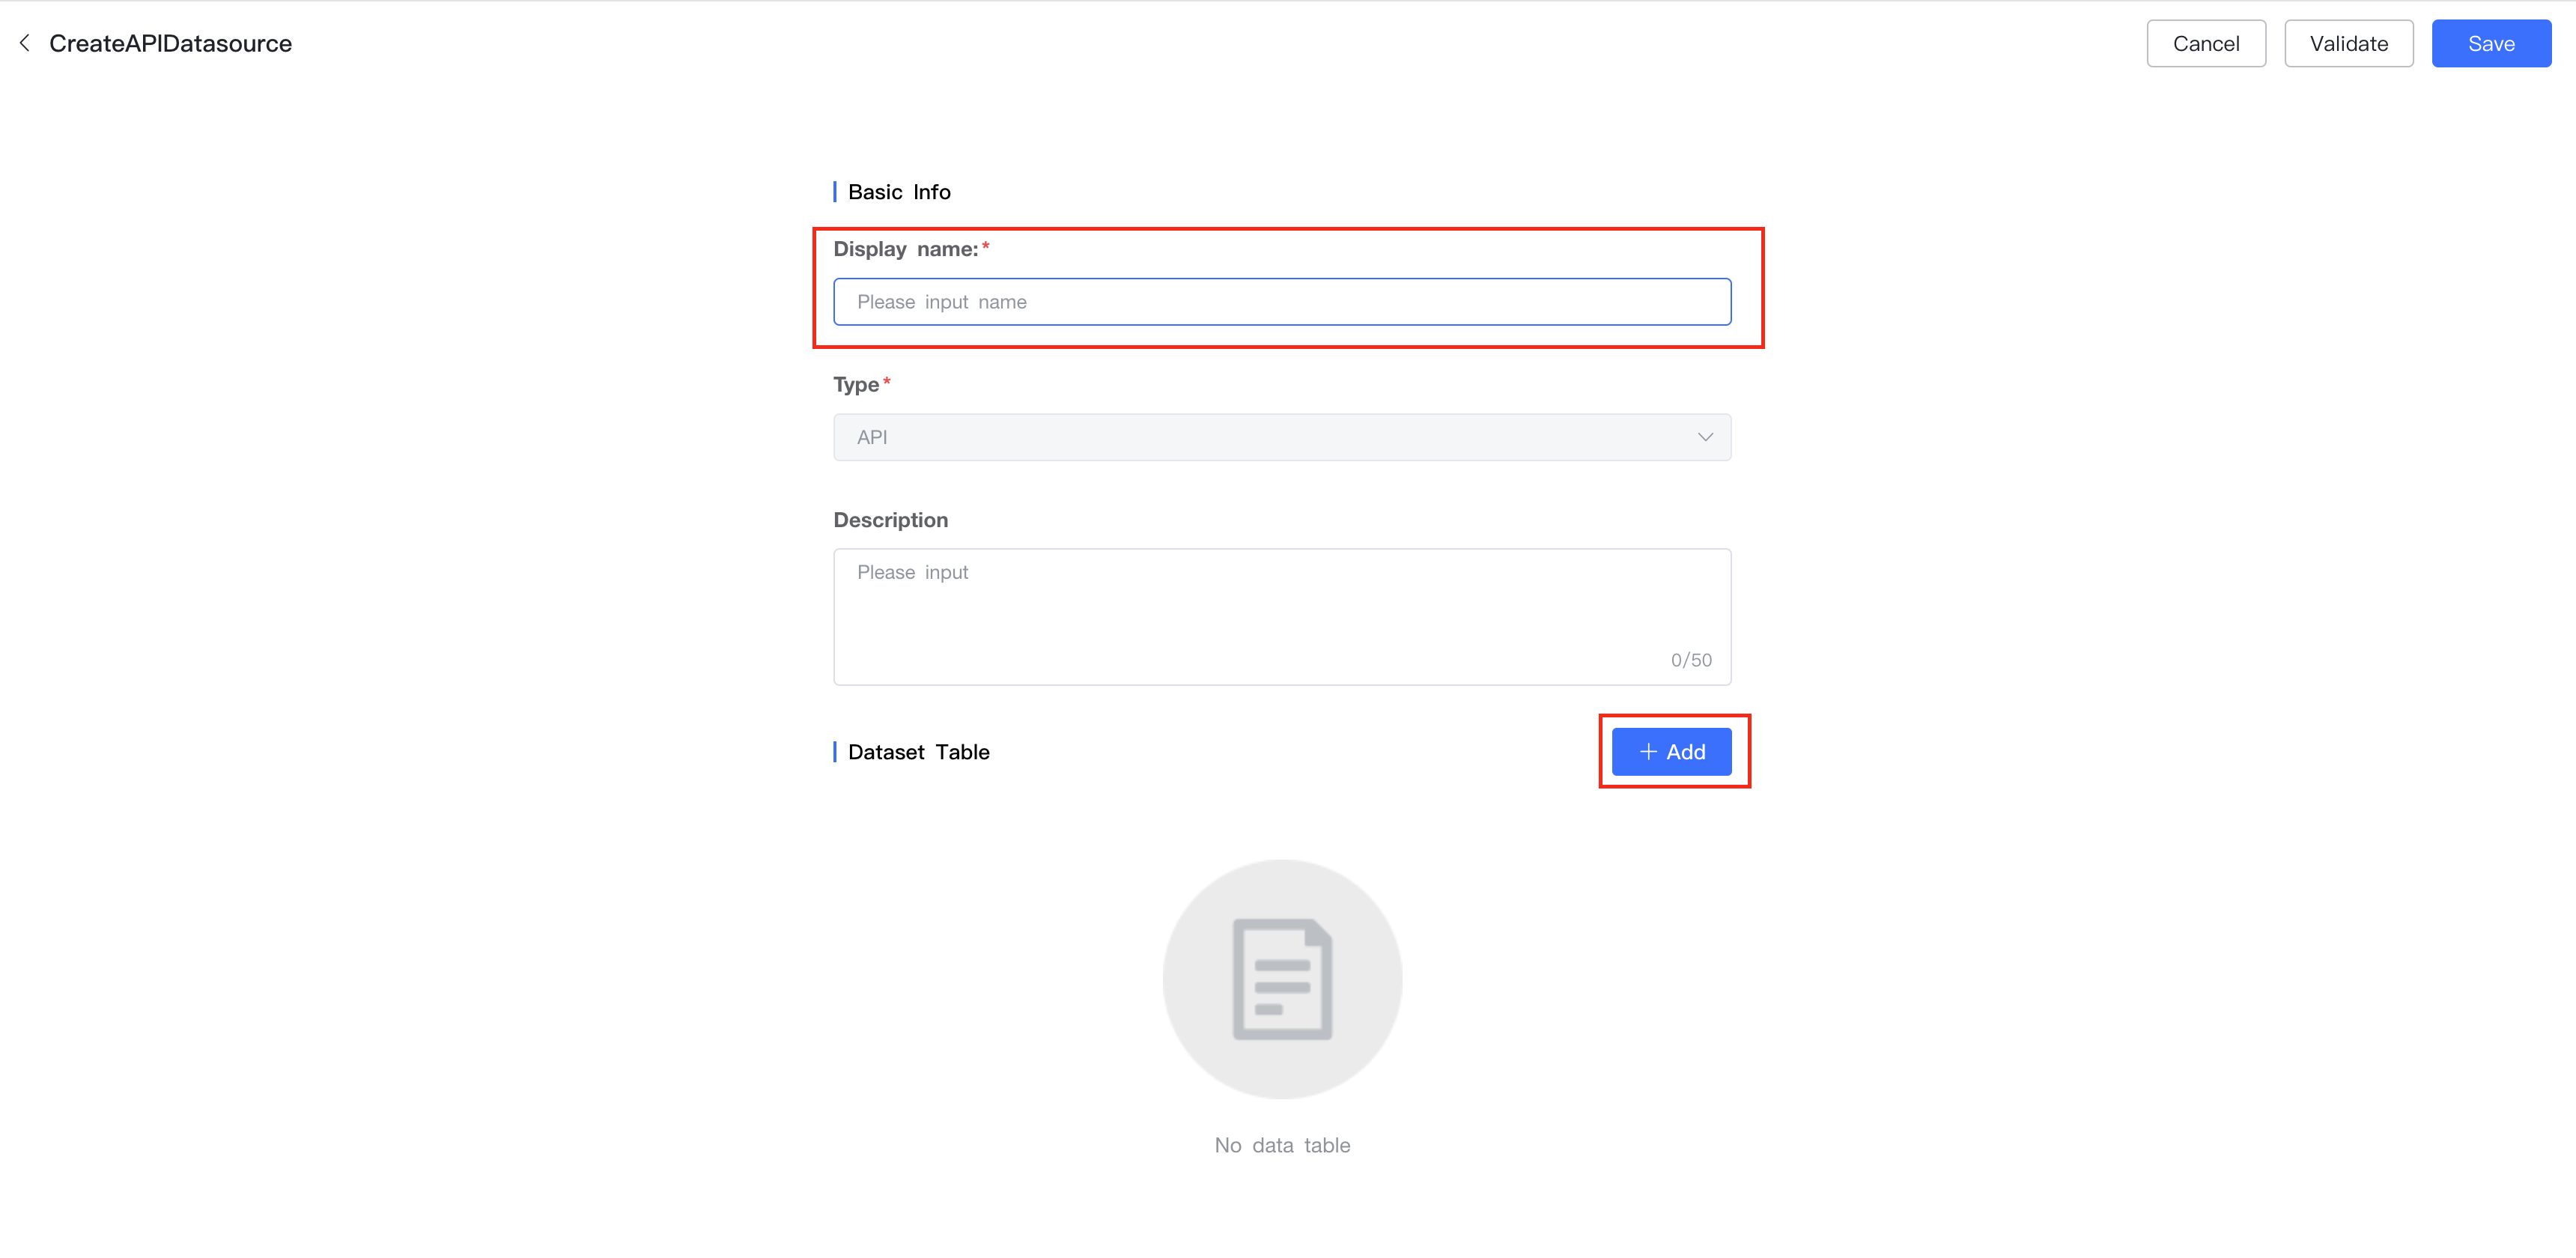 CreateAPIDatasource
Cancel
Validate
Save
Basic Info
Display name:*
Please input name
Type*
API
Description
Please input
0/50
Dataset Table
+ Add
No data table